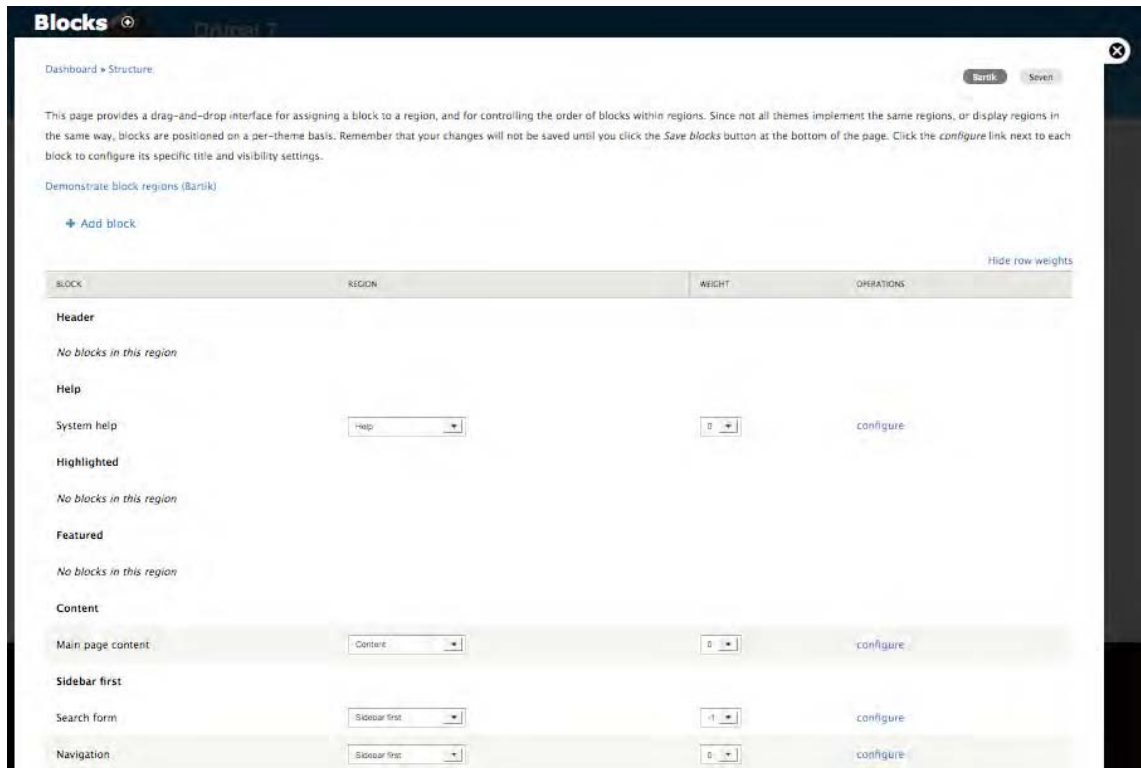 Blocks
Drupal 7
Dashboard » Structure
Bartik
Seven
This page provides a drag-and-drop interface for assigning a block to a region, and for controlling the order of blocks within regions. Since not all themes implement the same regions, or display regions in
the same way, blocks are positioned on a per-theme basis. Remember that your changes will not be saved until you click the Save blocks button at the bottom of the page. Click the configure link next to each
block to configure its specific title and visibility settings.
Demonstrate block regions (Bartik)
+ Add block
Hide row weights
BLOCK REGION WEIGHT OPERATIONS
Header
No blocks in this region
Help
System help Help 0 configure
Highlighted
No blocks in this region
Featured
No blocks in this region
Content
Main page content Content 0 configure
Sidebar first
Search form Sidebar first -1 configure
Navigation Sidebar first 0 configure